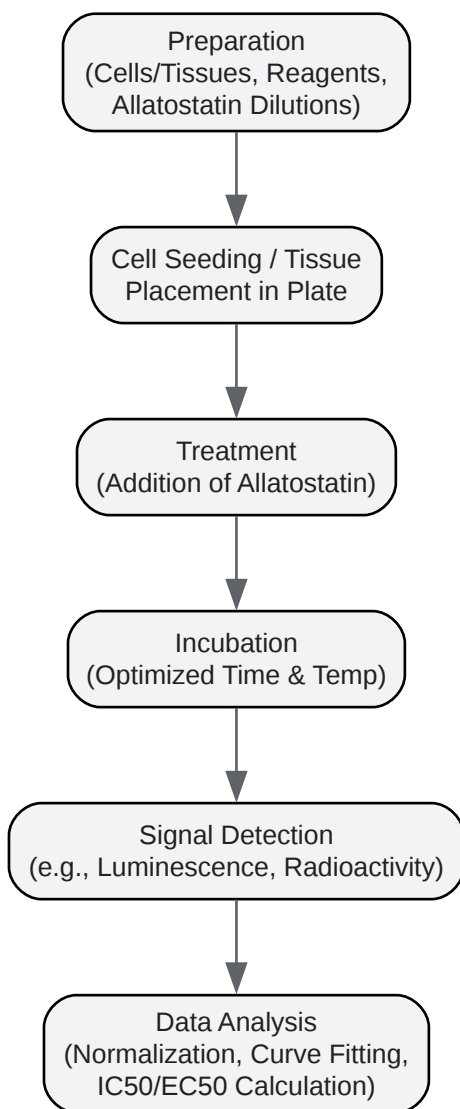 Preparation
(Cells/Tissues, Reagents,
Allatostatin Dilutions)
Cell Seeding / Tissue
Placement in Plate
Treatment
(Addition of Allatostatin)
Incubation
(Optimized Time & Temp)
Signal Detection
(e.g., Luminescence, Radioactivity)
Data Analysis
(Normalization, Curve Fitting,
IC50/EC50 Calculation)